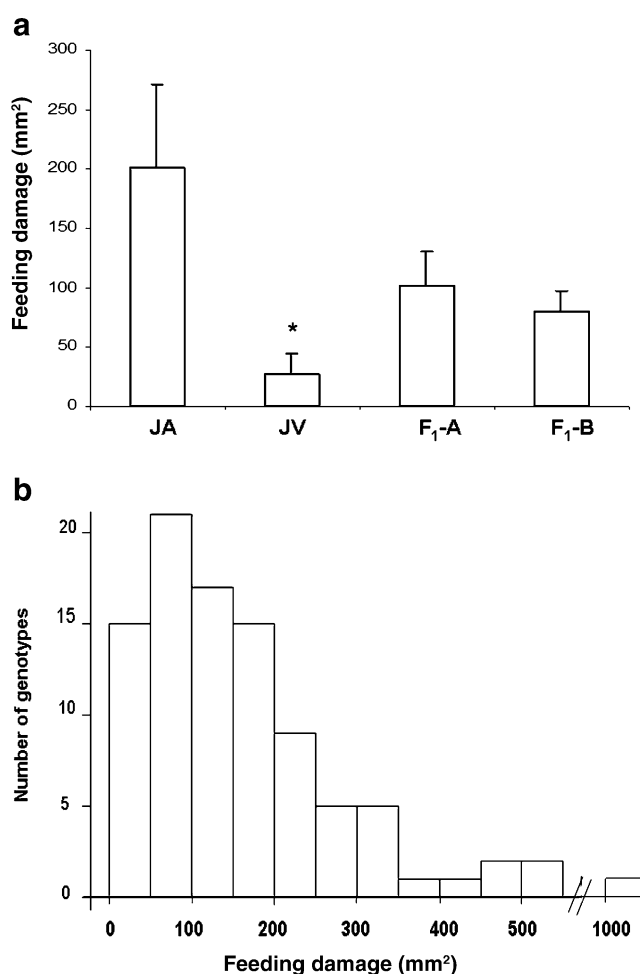 a
Feeding damage (mm²)
300
250
200
150
100
50
0
*
JA JV F₁-A F₁-B
b
Number of genotypes
20
15
10
5
0
0 100 200 300 400 500 1000
Feeding damage (mm²)